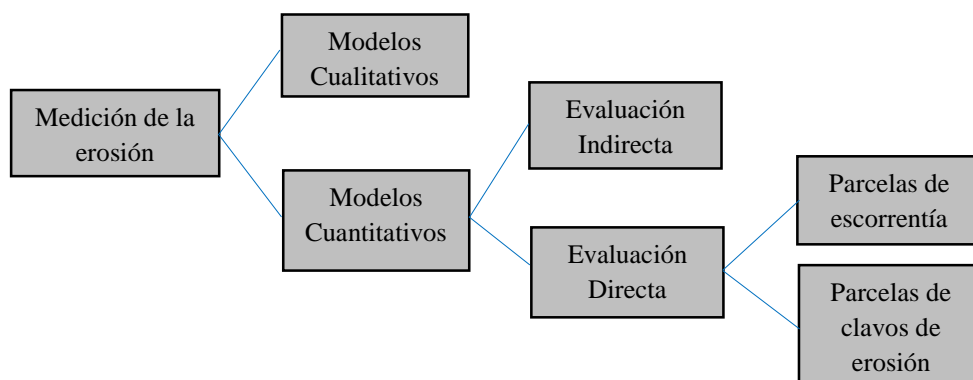 Medición de la
erosión
Modelos
Cualitativos
Modelos
Cuantitativos
Evaluación
Indirecta
Evaluación
Directa
Parcelas de
escorrentía
Parcelas de
clavos de
erosión